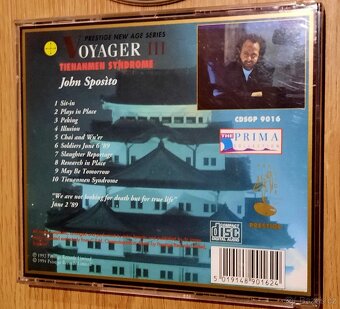 PRESTIGE NEW AGE SERIES
VOYAGER III
TIENANMEN SYNDROME
John Sposito
CDSGP 9016
1 Sit-in
2 Plays in Place
3 Peking
4 Illusion
5 Chai and Wu'er
6 Soldiers June 6 '89
7 Slaughter Reportage
8 Research in Place
9 May Be Tomorrow
10 Tienanmen Syndrome
THE PRIMA
"We are not looking for death but for true life"
June 2 '89
COMPACT
disc
DIGITAL AUDIO
PRESTIGE
5 019148 901624